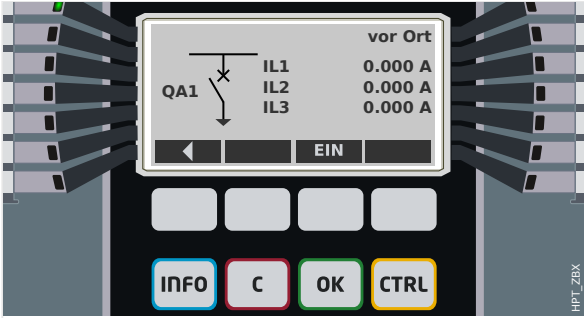 vor Ort
IL1 0.000 A
QA1 IL2 0.000 A
IL3 0.000 A
EIN
INFO C OK CTRL
HPT_ZBX